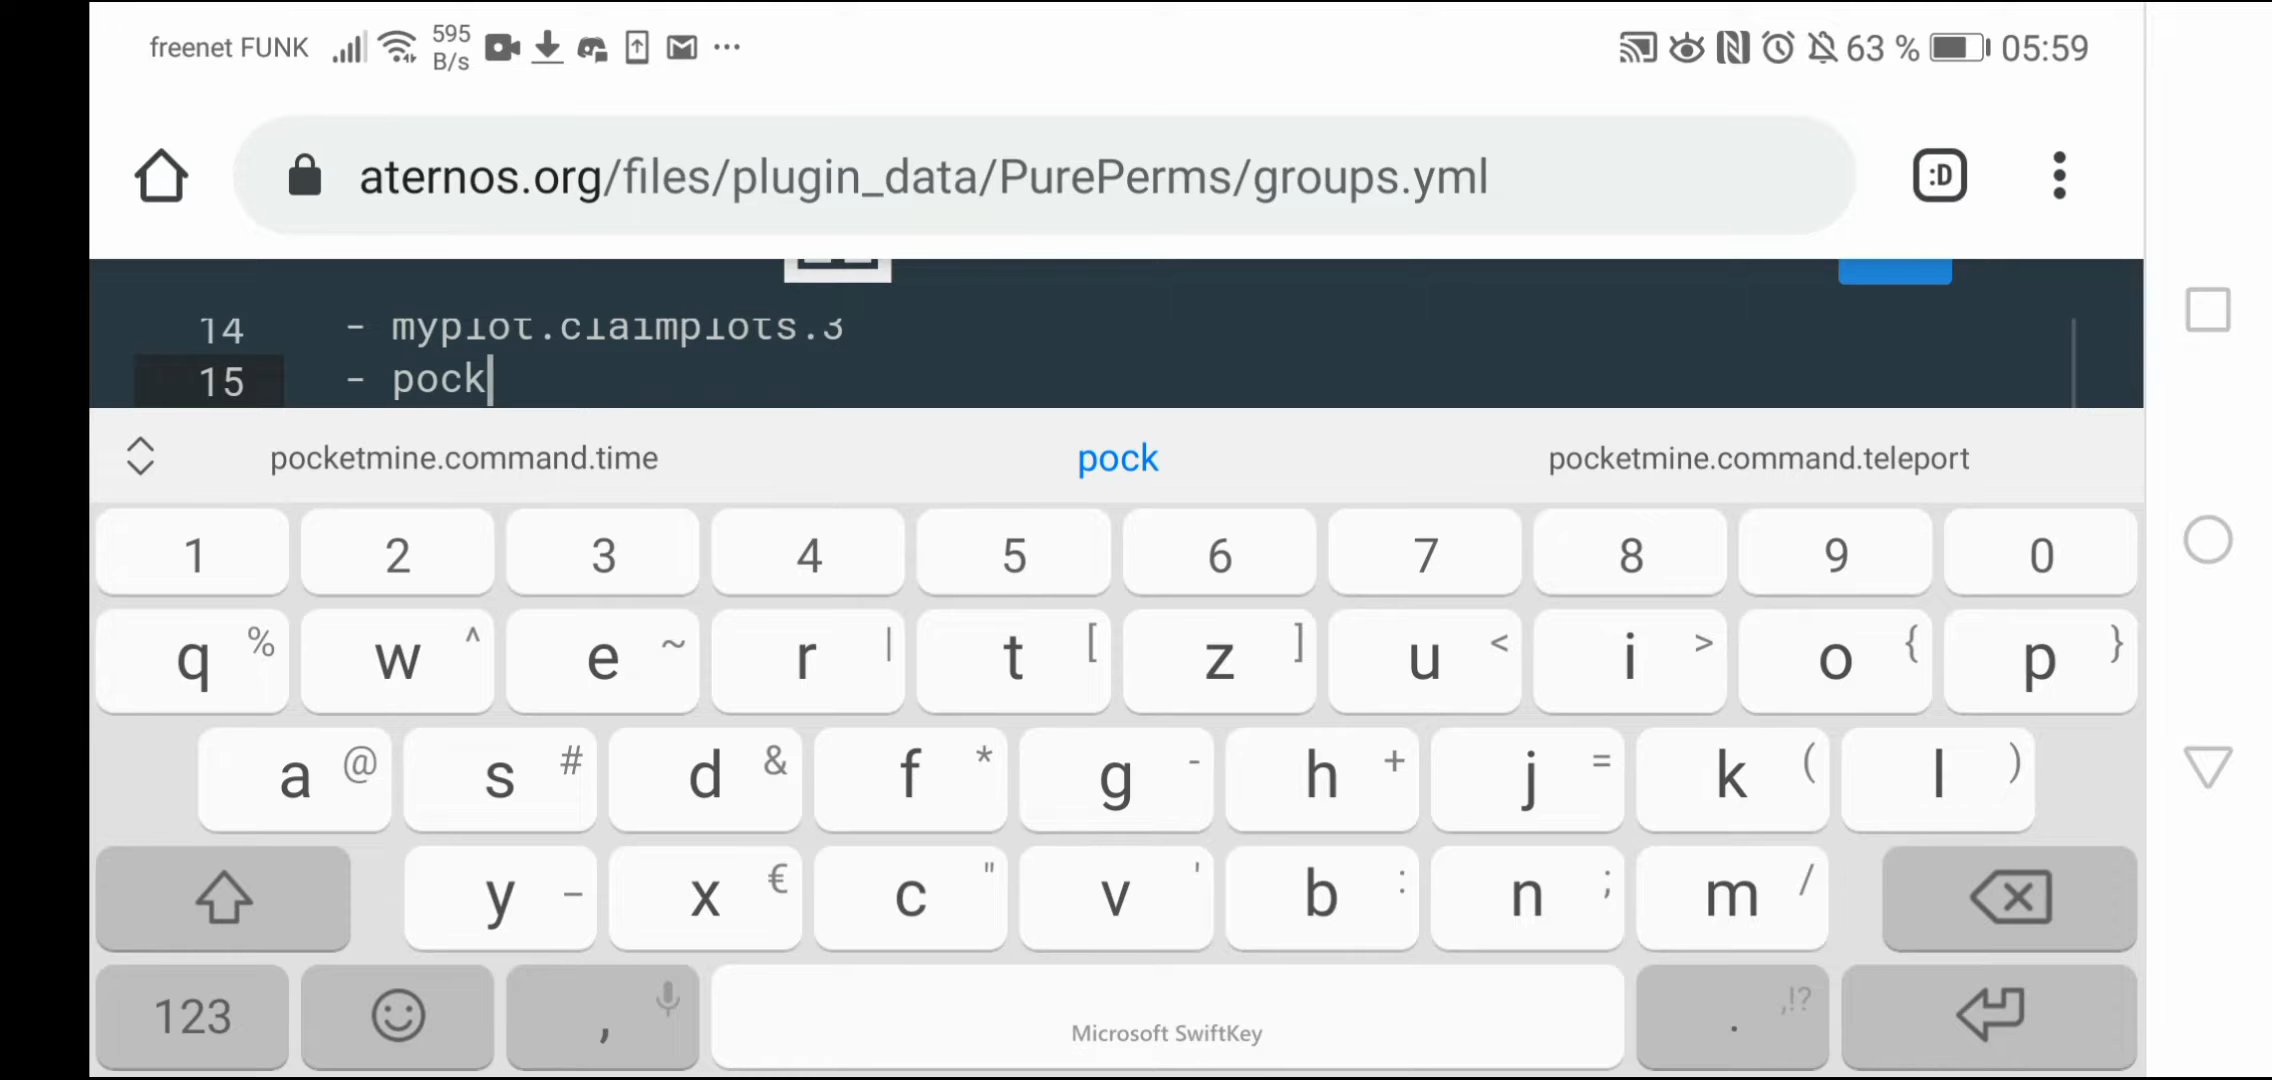 freenet FUNK 595 B/s 63 % 05:59
aternos.org/files/plugin_data/PurePerms/groups.yml :D
14 - myplot.claimplots.3
15 - pock
pocketmine.command.time pock pocketmine.command.teleport
1 2 3 4 5 6 7 8 9 0
q % w ^ e ~ r | t [ z ] u < i > o { p }
a @ s # d & f * g - h + j = k ( l )
y _ x € c " v ' b : n ; m /
123 , Microsoft SwiftKey . ,!?